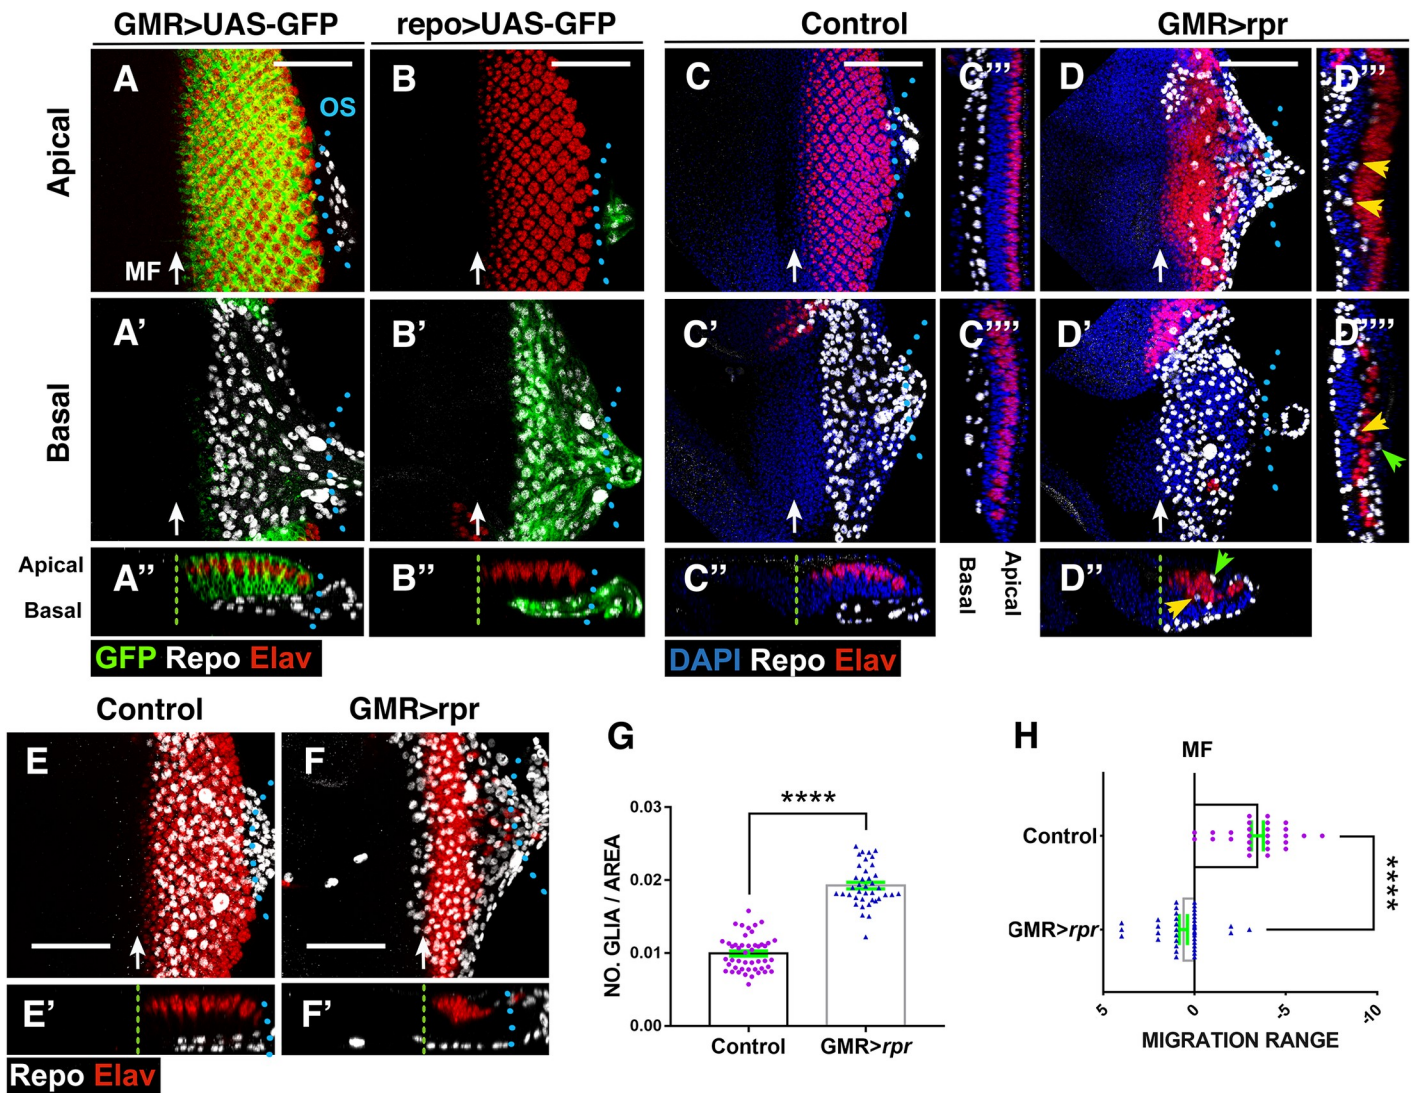 GMR>UAS-GFP repo>UAS-GFP Control GMR>rpr
Apical
A OS MF
B
C
C’’’
D
D’’’
Basal
A’
B’
C’
C’’’’
D’
D’’’’
Apical
Basal
A’’
B’’
C’’
Basal Apical
D’’
GFP Repo Elav
DAPI Repo Elav
Control GMR>rpr
E
F
E’
F’
Repo Elav
G
****
NO. GLIA / AREA
0.03
0.02
0.01
0.00
Control GMR>rpr
H
MF
Control
GMR>rpr
****
5 0 -5 -10
MIGRATION RANGE